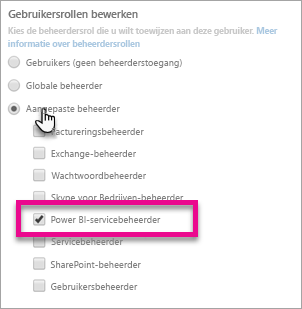 Gebruikersrollen bewerken
Kies de beheerdersrol die u wilt toewijzen aan deze gebruiker. Meer
informatie over beheerdersrollen
Gebruikers (geen beheerderstoegang)
Globale beheerder
Aangepaste beheerder
Factureringsbeheerder
Exchange-beheerder
Wachtwoordbeheerder
Skype voor Bedrijven-beheerder
Power BI-servicebeheerder
Servicebeheerder
SharePoint-beheerder
Gebruikersbeheerder